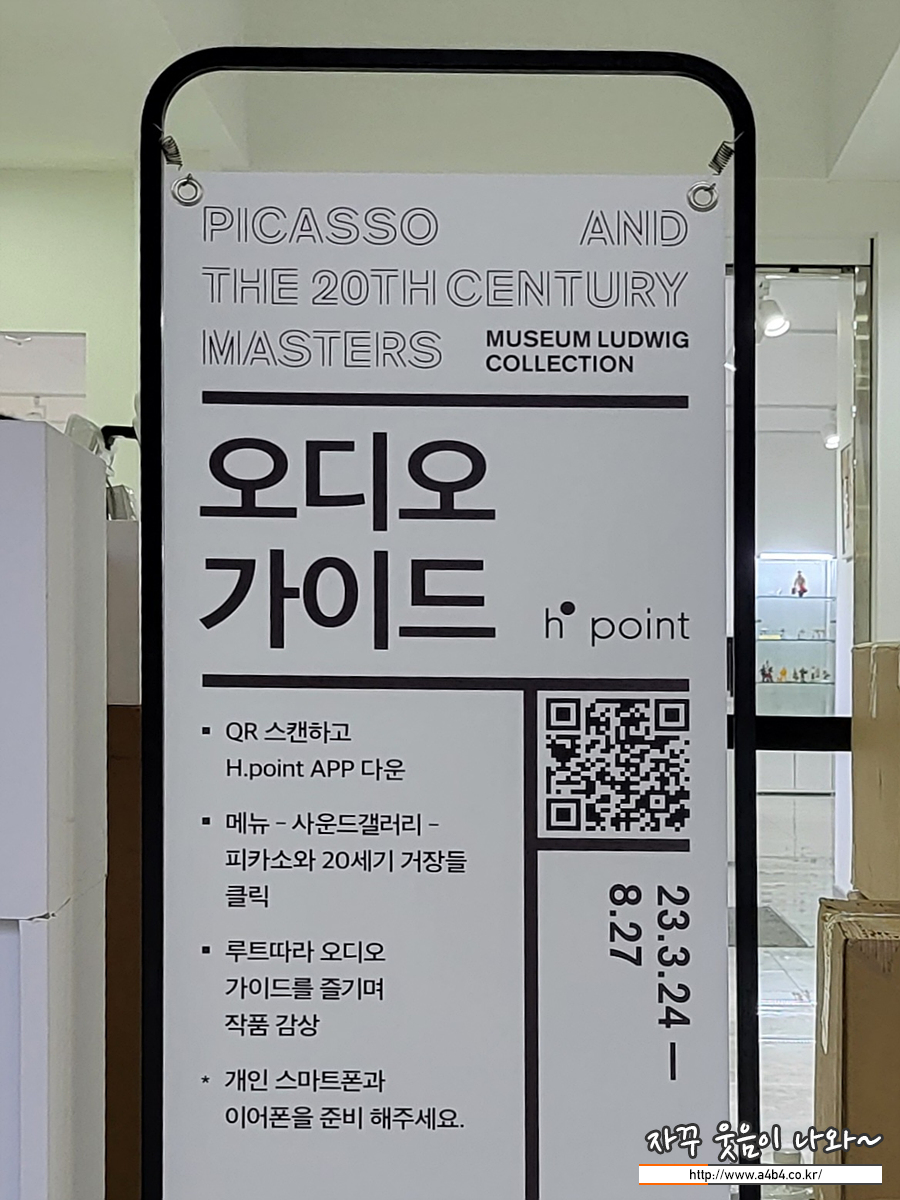 PICASSO AND
THE 20TH CENTURY
MASTERS
MUSEUM LUDWIG
COLLECTION
오디오
가이드
h point
▪ QR 스캔하고
H.point APP 다운
▪ 메뉴 - 사운드갤러리 -
피카소와 20세기 거장들
클릭
▪ 루트따라 오디오
가이드를 즐기며
작품 감상
* 개인 스마트폰과
이어폰을 준비 해주세요.
23.3.24 —
8.27
자꾸 웃음이 나와~
http://www.a4b4.co.kr/